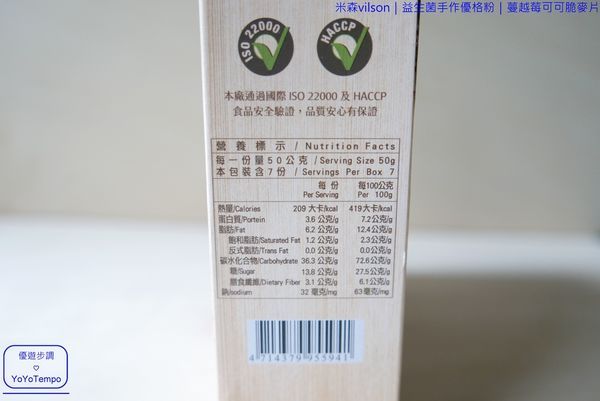 米森vilson｜益生菌手作優格粉｜蔓越莓可可脆麥片
ISO 22000
HACCP
本廠通過國際 ISO 22000 及 HACCP
食品安全驗證，品質安心有保證
營養標示 / Nutrition Facts
每一份量50公克 / Serving Size 50g
本包裝含7份 / Servings Per Box 7
每份 每100公克
Per Serving Per 100g
熱量/Calories 209 大卡/kcal 419大卡/kcal
蛋白質/Portein 3.6 公克/g 7.2公克/g
脂肪/Fat 6.2 公克/g 12.4公克/g
飽和脂肪/Saturated Fat 1.2 公克/g 2.3公克/g
反式脂肪/Trans Fat 0.0 公克/g 0.0公克/g
碳水化合物/Carbohydrate 36.3 公克/g 72.6公克/g
糖/Sugar 13.8 公克/g 27.5公克/g
膳食纖維/Dietary Fiber 3.1 公克/g 6.1公克/g
鈉/sodium 32 毫克/mg 63毫克/mg
4 714379 955941
優遊步調
♡
YoYoTempo